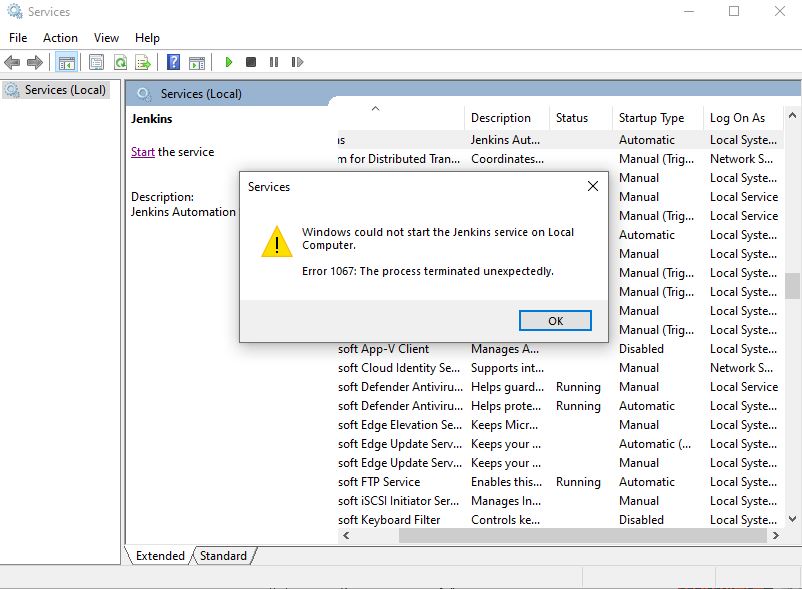 Services
File Action View Help
Services (Local)
Services (Local)
Jenkins
Start the service
Description:
Jenkins Automation
Description Status Startup Type Log On As
Jenkins Aut... Automatic Local Syste...
m for Distributed Tran... Coordinates... Manual (Trig... Network S...
Manual Local Syste...
Manual Local Service
Manual (Trig... Local Service
Automatic Local Syste...
Manual Local Syste...
Manual (Trig... Local Syste...
Manual (Trig... Local Syste...
Manual Local Syste...
Manual (Trig... Local Syste...
Services
Windows could not start the Jenkins service on Local
Computer.
Error 1067: The process terminated unexpectedly.
OK
soft App-V Client Manages A... Disabled Local Syste...
soft Cloud Identity Se... Supports int... Manual Network S...
soft Defender Antiviru... Helps guard... Running Manual Local Service
soft Defender Antiviru... Helps prote... Running Automatic Local Syste...
soft Edge Elevation Se... Keeps Micr... Manual Local Syste...
soft Edge Update Serv... Keeps your ... Automatic (... Local Syste...
soft Edge Update Serv... Keeps your ... Manual Local Syste...
soft FTP Service Enables this... Running Automatic Local Syste...
soft iSCSI Initiator Ser... Manages In... Manual Local Syste...
soft Keyboard Filter Controls ke... Disabled Local Syste...
Extended Standard